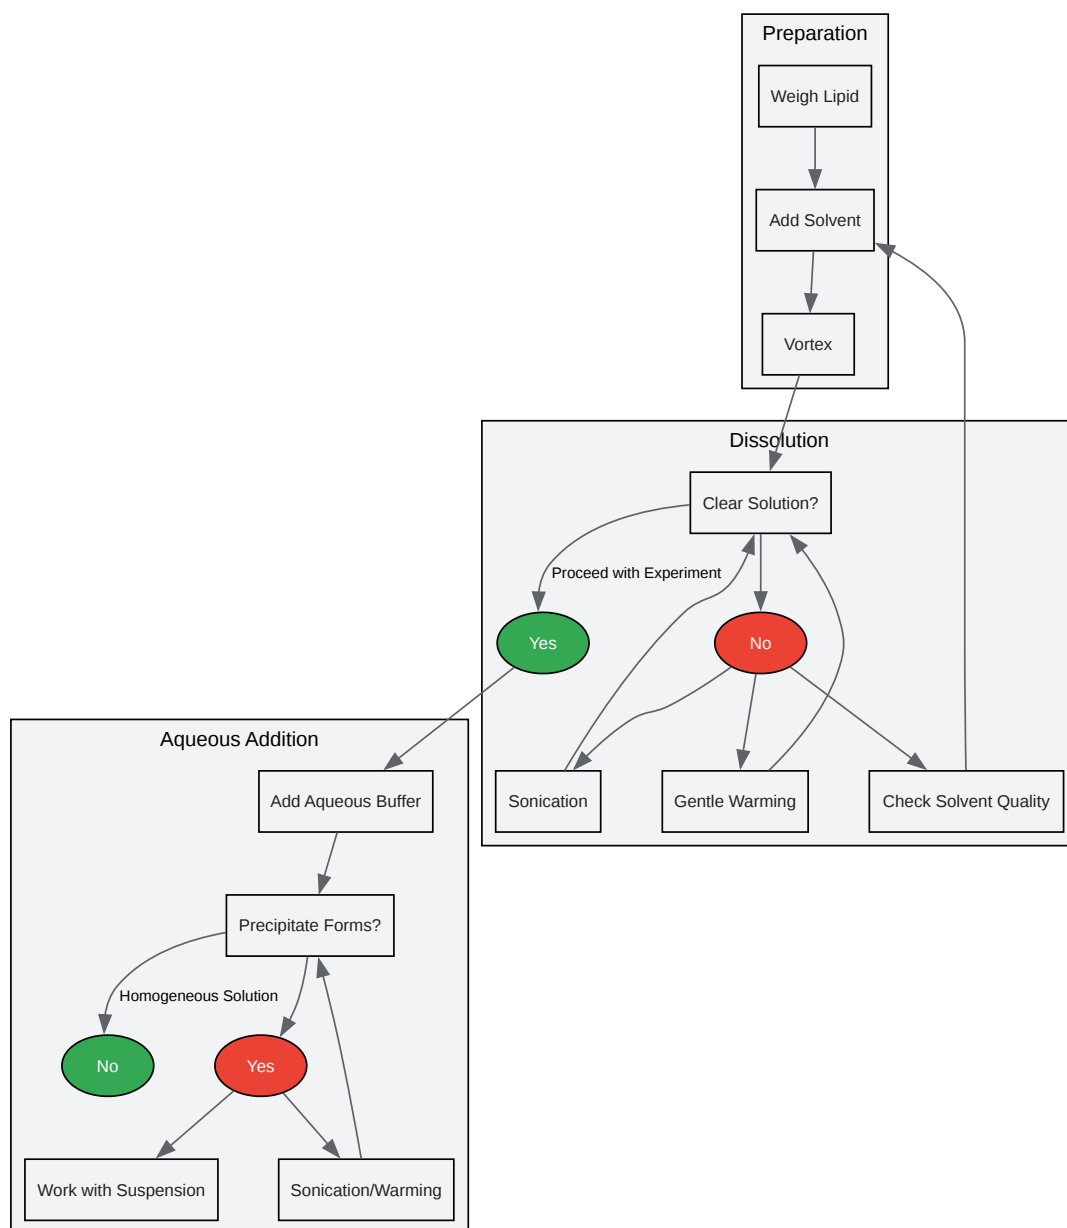 Preparation
Weigh Lipid
Add Solvent
Vortex
Dissolution
Clear Solution?
Proceed with Experiment
Yes
No
Sonication
Gentle Warming
Check Solvent Quality
Aqueous Addition
Add Aqueous Buffer
Precipitate Forms?
Homogeneous Solution
No
Yes
Work with Suspension
Sonication/Warming